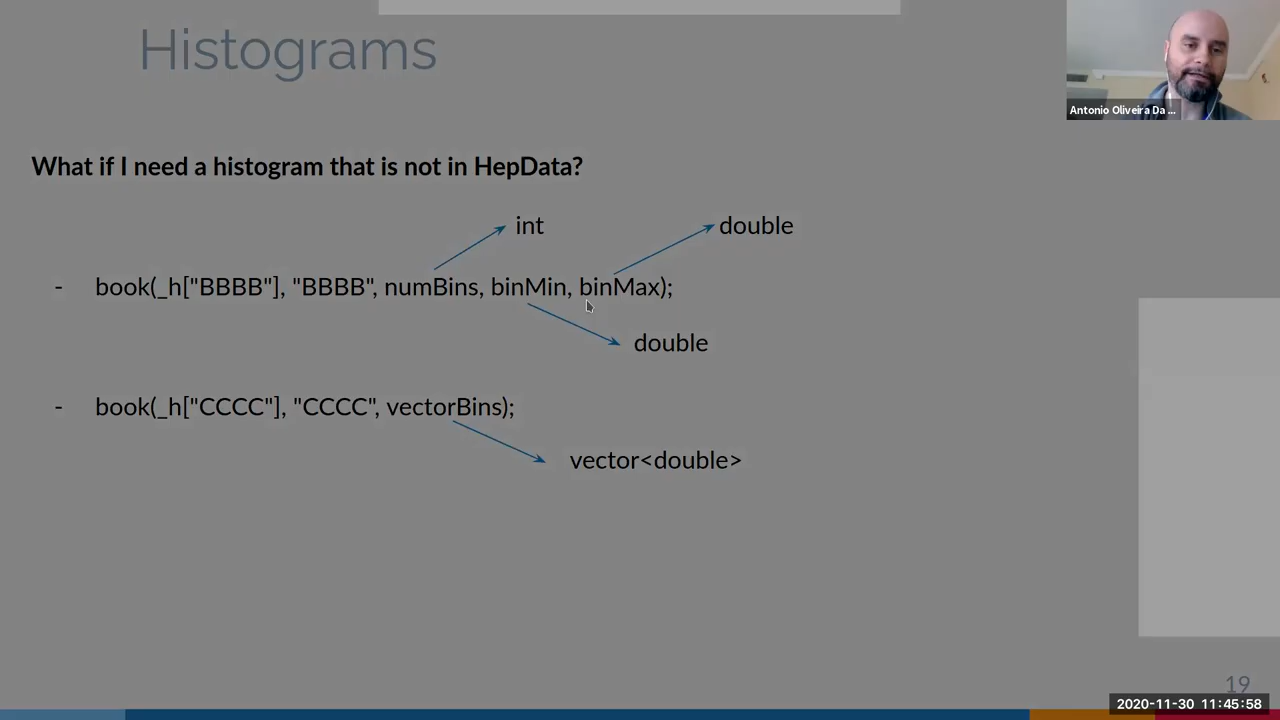 Histograms
Antonio Oliveira Da ...
What if I need a histogram that is not in HepData?
int
double
- book(_h["BBBB"], "BBBB", numBins, binMin, binMax);
double
- book(_h["CCCC"], "CCCC", vectorBins);
vector<double>
19
2020-11-30 11:45:58